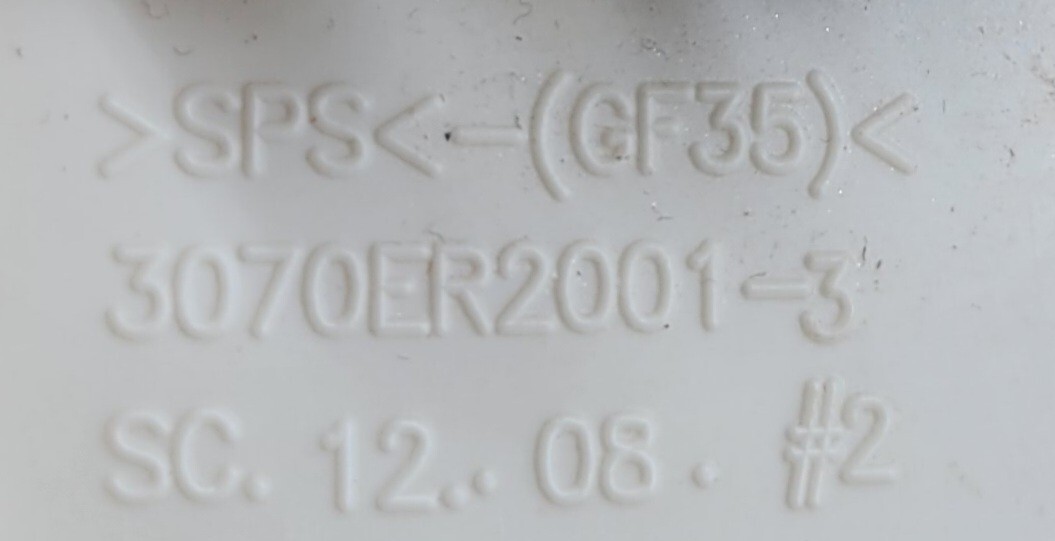 >SPS<-(GF35)<
3070ER2001-3
SC. 12.. 08. #2